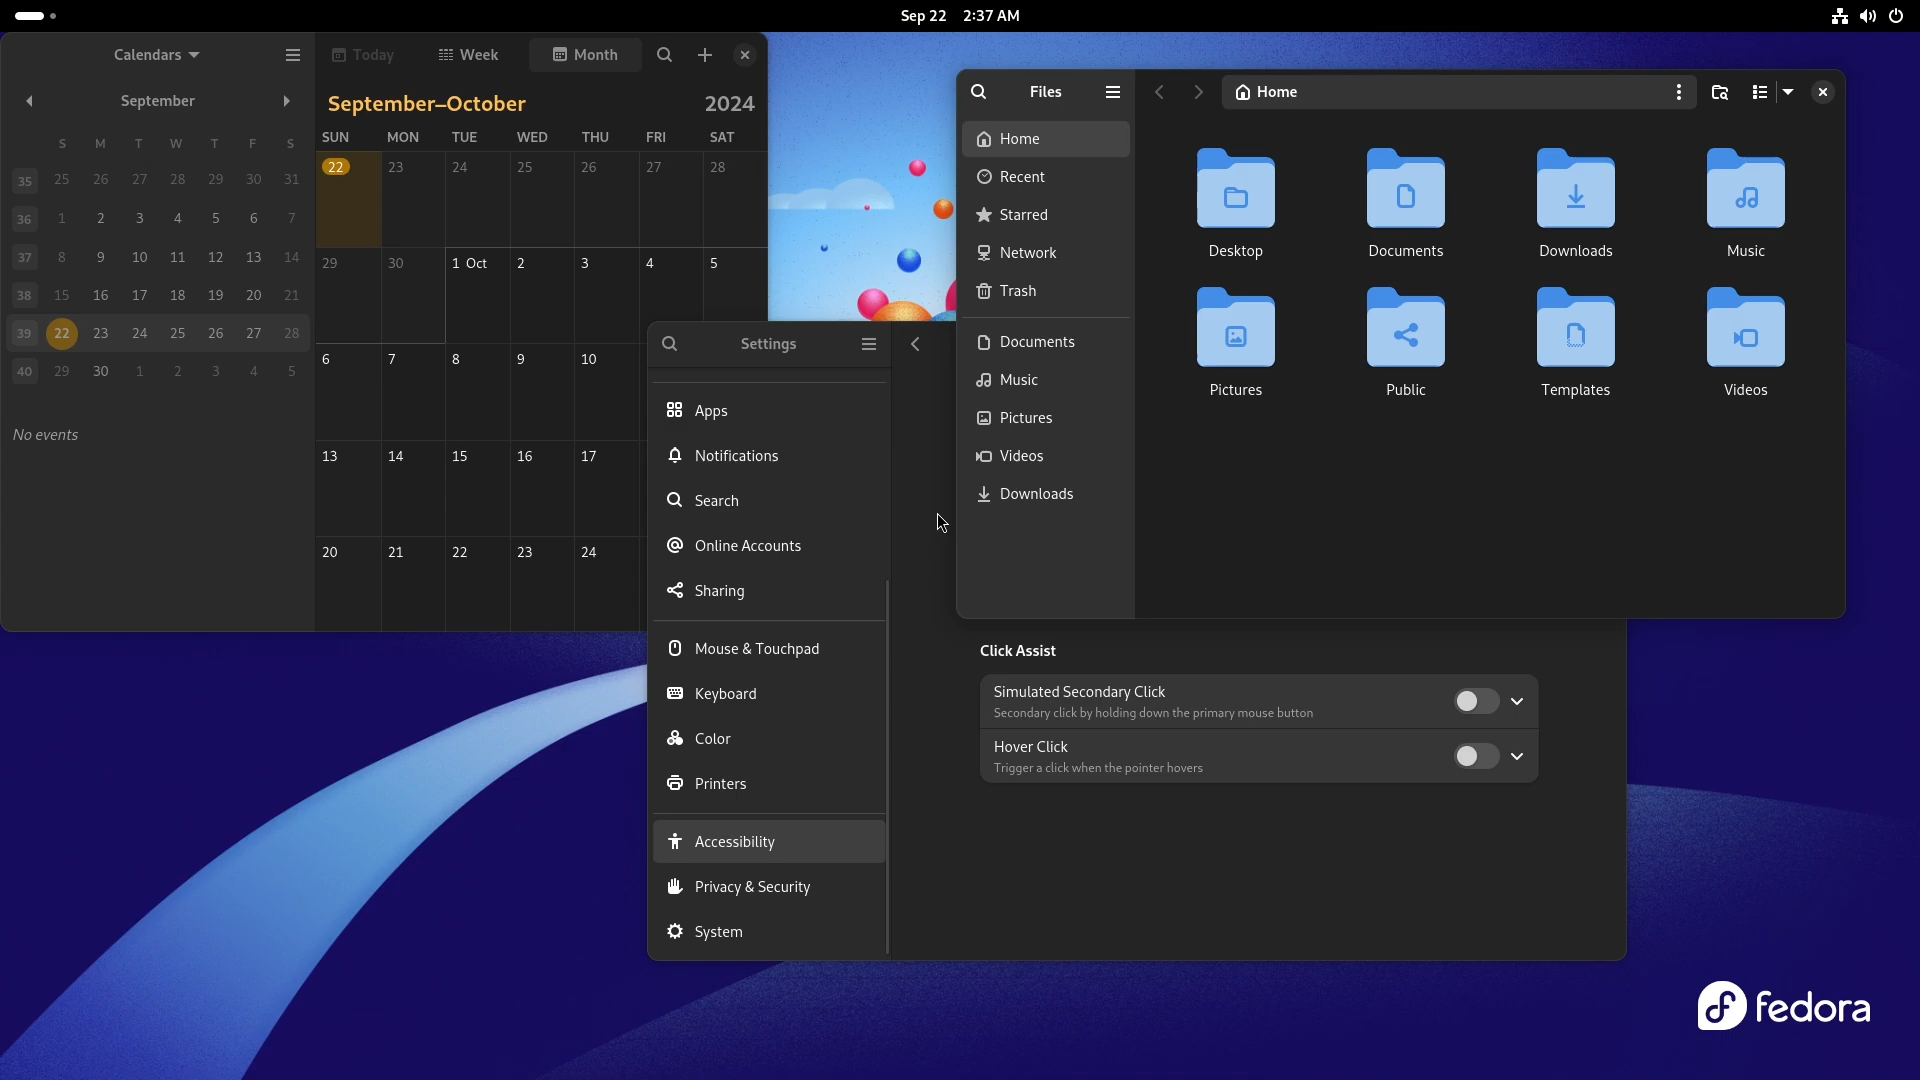 Sep 22 2:37 AM
Calendars
Today Week Month
September
September–October 2024
S M T W T F S
35 25 26 27 28 29 30 31
36 1 2 3 4 5 6 7
37 8 9 10 11 12 13 14
38 15 16 17 18 19 20 21
39 22 23 24 25 26 27 28
40 29 30 1 2 3 4 5
No events
SUN MON TUE WED THU FRI SAT
22 23 24 25 26 27 28
29 30 1 Oct 2 3 4 5
6 7 8 9 10
13 14 15 16 17
20 21 22 23 24
Settings
Apps
Notifications
Search
Online Accounts
Sharing
Mouse & Touchpad
Keyboard
Color
Printers
Accessibility
Privacy & Security
System
Click Assist
Simulated Secondary Click
Secondary click by holding down the primary mouse button
Hover Click
Trigger a click when the pointer hovers
Files
Home
Home
Recent
Starred
Network
Trash
Documents
Music
Pictures
Videos
Downloads
Desktop Documents Downloads Music
Pictures Public Templates Videos
fedora